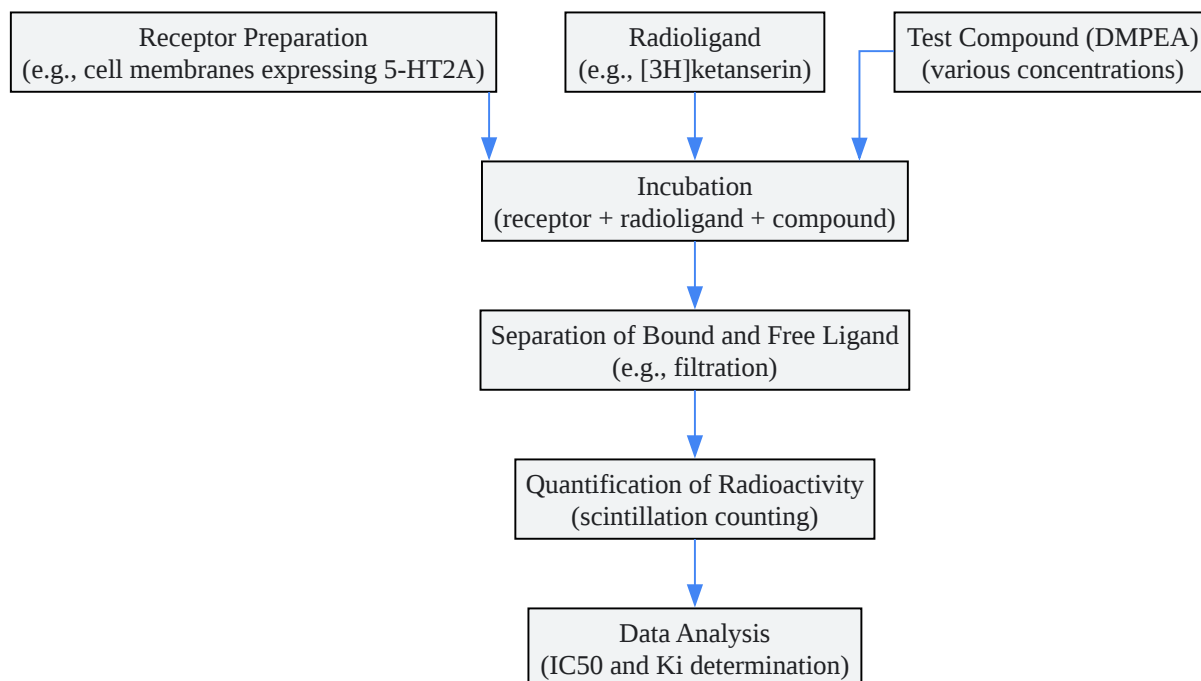 Receptor Preparation
(e.g., cell membranes expressing 5-HT2A)
Radioligand
(e.g., [3H]ketanserin)
Test Compound (DMPEA)
(various concentrations)
Incubation
(receptor + radioligand + compound)
Separation of Bound and Free Ligand
(e.g., filtration)
Quantification of Radioactivity
(scintillation counting)
Data Analysis
(IC50 and Ki determination)